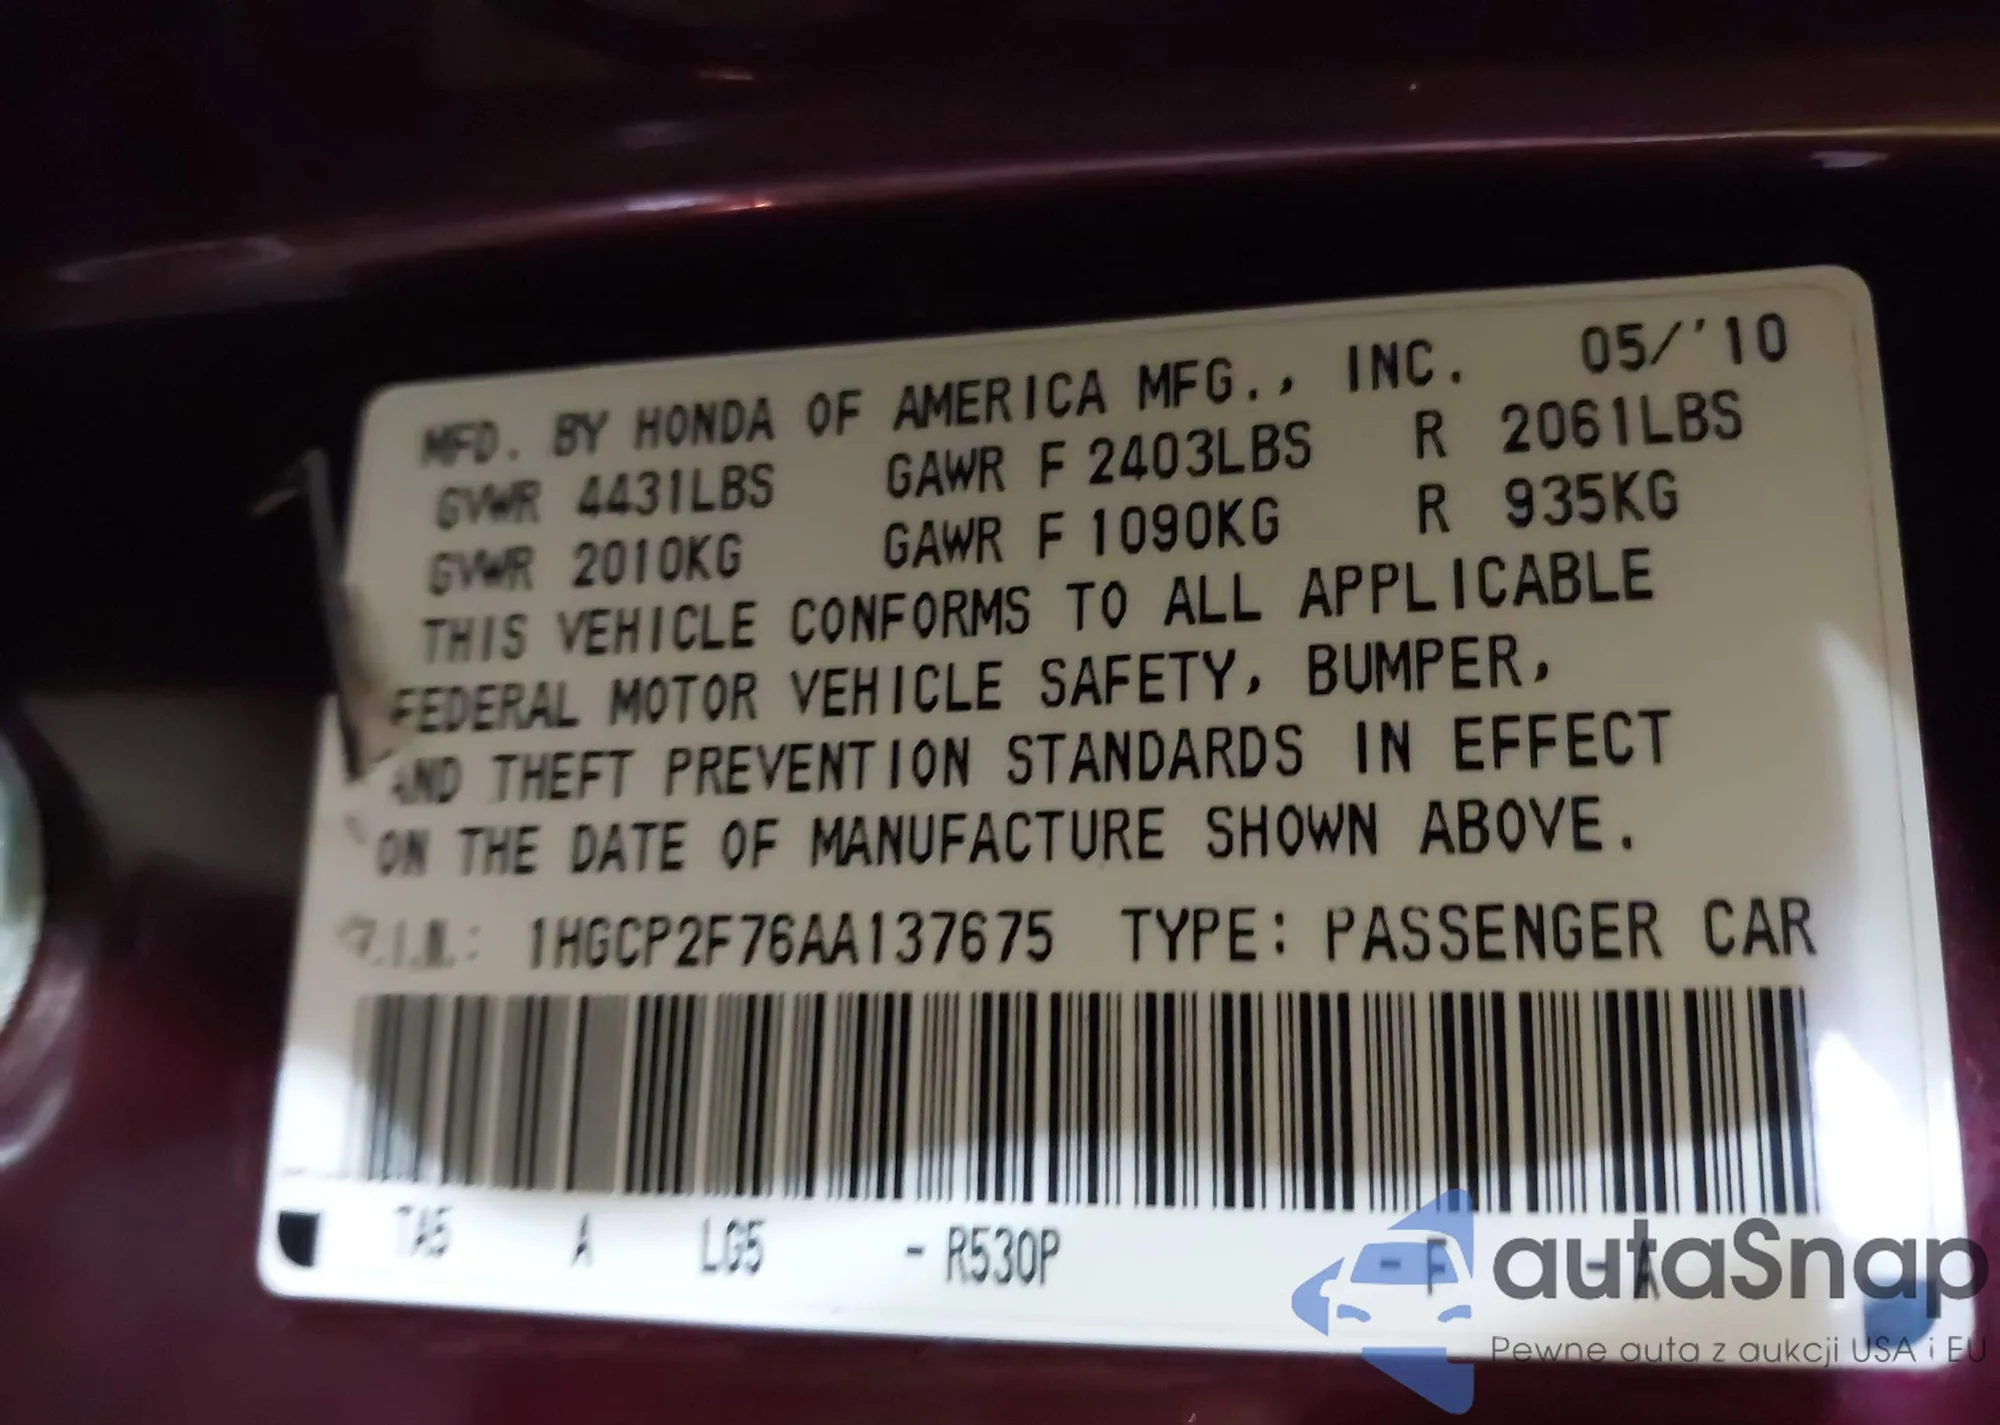 MFD. BY HONDA OF AMERICA MFG., INC. 05/'10
GVWR 4431LBS GAWR F 2403LBS R 2061LBS
GVWR 2010KG GAWR F 1090KG R 935KG
THIS VEHICLE CONFORMS TO ALL APPLICABLE
FEDERAL MOTOR VEHICLE SAFETY, BUMPER,
AND THEFT PREVENTION STANDARDS IN EFFECT
ON THE DATE OF MANUFACTURE SHOWN ABOVE.
V.I.N.: 1HGCP2F76AA137675 TYPE: PASSENGER CAR
TA5 A LG5 - R530P - F - A
autaSnap
Pewne auta z aukcji USA i EU